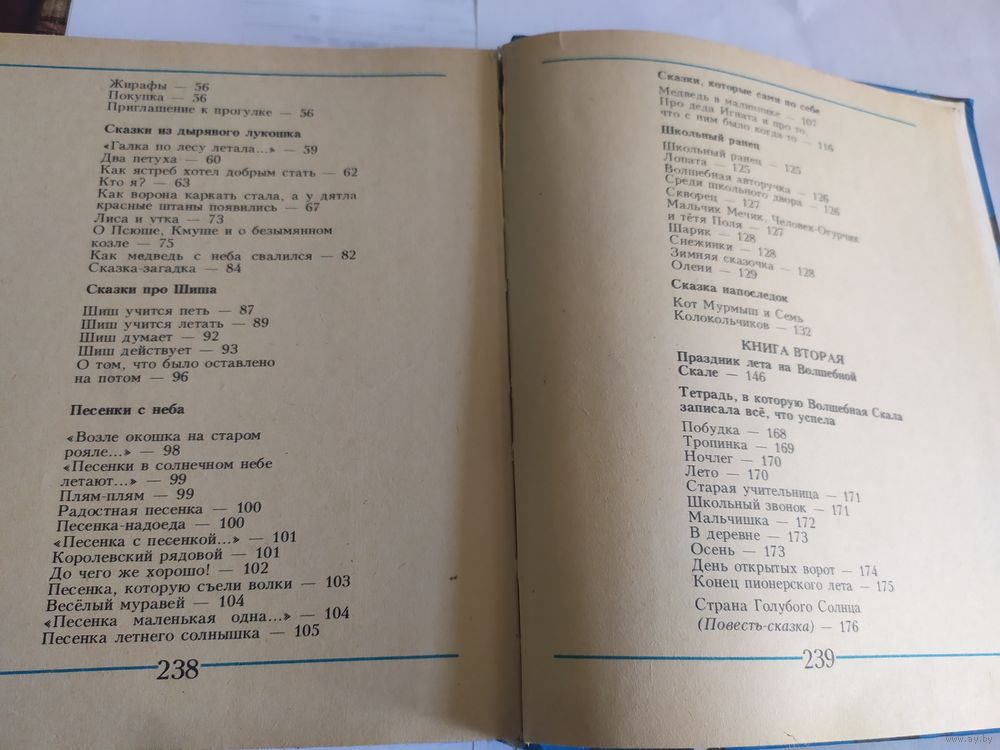 Жирафы — 56
Покупка — 56
Приглашение к прогулке — 56
Сказки из дырявого лукошка
«Галка по лесу летала...» — 59
Два петуха — 60
Как ястреб хотел добрым стать — 62
Кто я? — 63
Как ворона каркать стала, а у дятла
красные штаны появились — 67
Лиса и утка — 73
О Псюше, Кмуше и о безымянном
козле — 75
Как медведь с неба свалился — 82
Сказка-загадка — 84
Сказки про Шиша
Шиш учится петь — 87
Шиш учится летать — 89
Шиш думает — 92
Шиш действует — 93
О том, что было оставлено
на потом — 96
Песенки с неба
«Возле окошка на старом
рояле...» — 98
«Песенки в солнечном небе
летают...» — 99
Плям-плям — 99
Радостная песенка — 100
Песенка-надоеда — 100
«Песенка с песенкой...» — 101
Королевский рядовой — 101
До чего же хорошо! — 102
Песенка, которую съели волки — 103
Весёлый муравей — 104
«Песенка маленькая одна...» — 104
Песенка летнего солнышка — 105
238
Сказки, которые сами по себе
Медведь в малиннике — 107
Про деда Игната и про то,
что с ним было когда-то — 116
Школьный ранец
Школьный ранец — 125
Лопата — 125
Волшебная авторучка — 126
Среди школьного двора — 126
Скворец — 127
Мальчик Мечик, Человек-Огурчик
и тётя Поля — 127
Шарик — 128
Снежинки — 128
Зимняя сказочка — 128
Олени — 129
Сказка напоследок
Кот Мурмыш и Семь
Колокольчиков — 132
КНИГА ВТОРАЯ
Праздник лета на Волшебной
Скале — 146
Тетрадь, в которую Волшебная Скала
записала всё, что успела
Побудка — 168
Тропинка — 169
Ночлег — 170
Лето — 170
Старая учительница — 171
Школьный звонок — 171
Мальчишка — 172
В деревне — 173
Осень — 173
День открытых ворот — 174
Конец пионерского лета — 175
Страна Голубого Солнца
(Повесть-сказка) — 176
239
www.ay.by